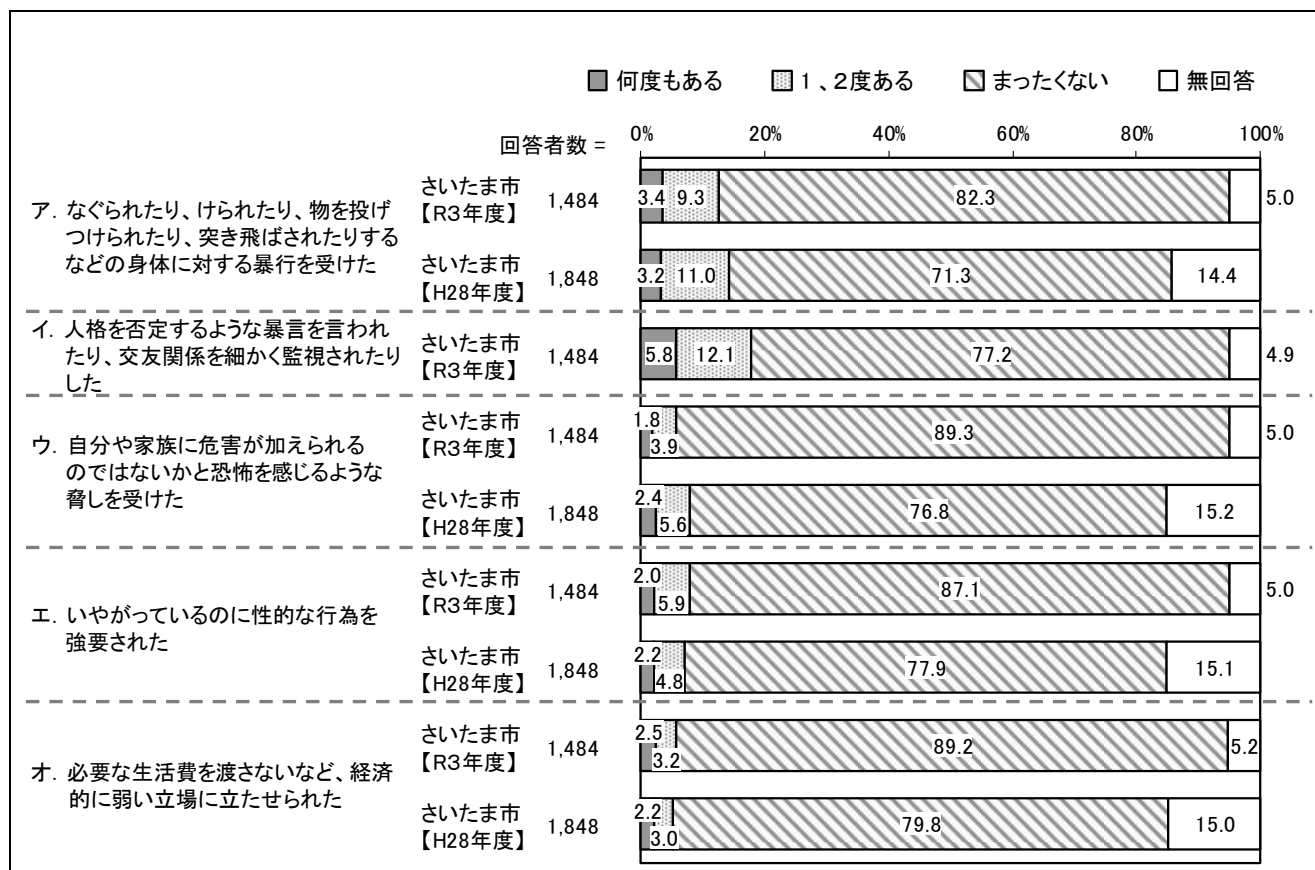 何度もある 1、2度ある まったくない 無回答
回答者数 = 0% 20% 40% 60% 80% 100%
ア. なぐられたり、けられたり、物を投げ
つけられたり、突き飛ばされたりする
などの身体に対する暴行を受けた
さいたま市
【R3年度】
1,484
3.4 9.3 82.3 5.0
さいたま市
【H28年度】
1,848
3.2 11.0 71.3 14.4
イ. 人格を否定するような暴言を言われ
たり、交友関係を細かく監視されたり
した
さいたま市
【R3年度】
1,484
5.8 12.1 77.2 4.9
ウ. 自分や家族に危害が加えられる
のではないかと恐怖を感じるような
脅しを受けた
さいたま市
【R3年度】
1,484
1.8 3.9 89.3 5.0
さいたま市
【H28年度】
1,848
2.4 5.6 76.8 15.2
エ. いやがっているのに性的な行為を
強要された
さいたま市
【R3年度】
1,484
2.0 5.9 87.1 5.0
さいたま市
【H28年度】
1,848
2.2 4.8 77.9 15.1
オ. 必要な生活費を渡さないなど、経済
的に弱い立場に立たせられた
さいたま市
【R3年度】
1,484
2.5 3.2 89.2 5.2
さいたま市
【H28年度】
1,848
2.2 3.0 79.8 15.0